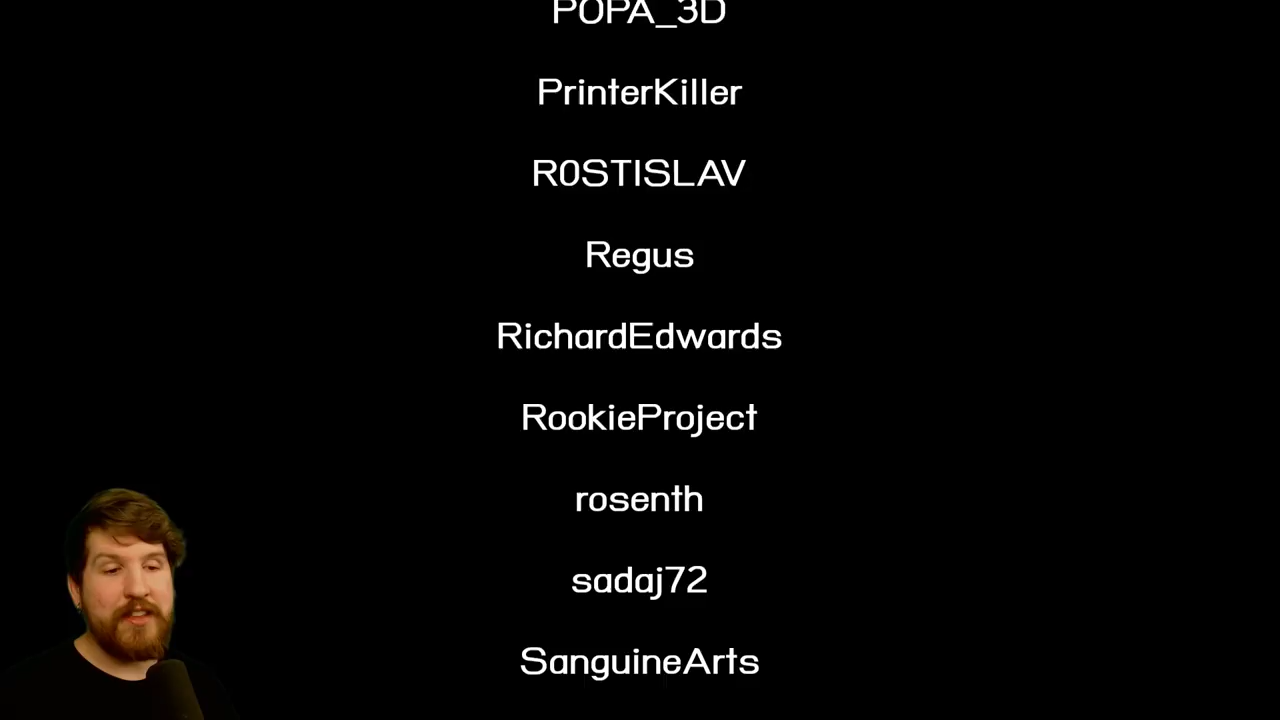 POPA_3D
PrinterKiller
R0STISLAV
Regus
RichardEdwards
RookieProject
rosenth
sadaj72
SanguineArts